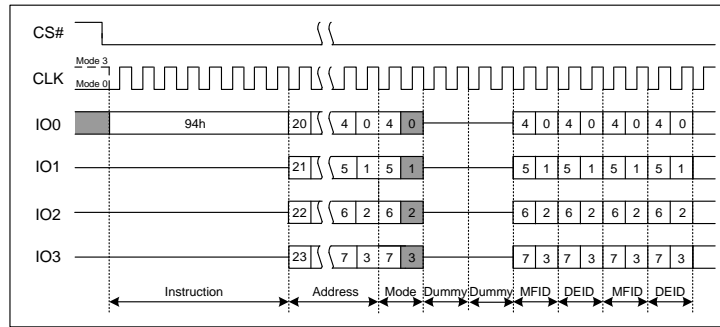 CS#
Mode 3
CLK
Mode 0
IO0 94h 20 4 0 4 0 4 0 4 0 4 0 4 0
IO1 21 5 1 5 1 5 1 5 1 5 1 5 1
IO2 22 6 2 6 2 6 2 6 2 6 2 6 2
IO3 23 7 3 7 3 7 3 7 3 7 3 7 3
Instruction Address Mode Dummy Dummy MFID DEID MFID DEID